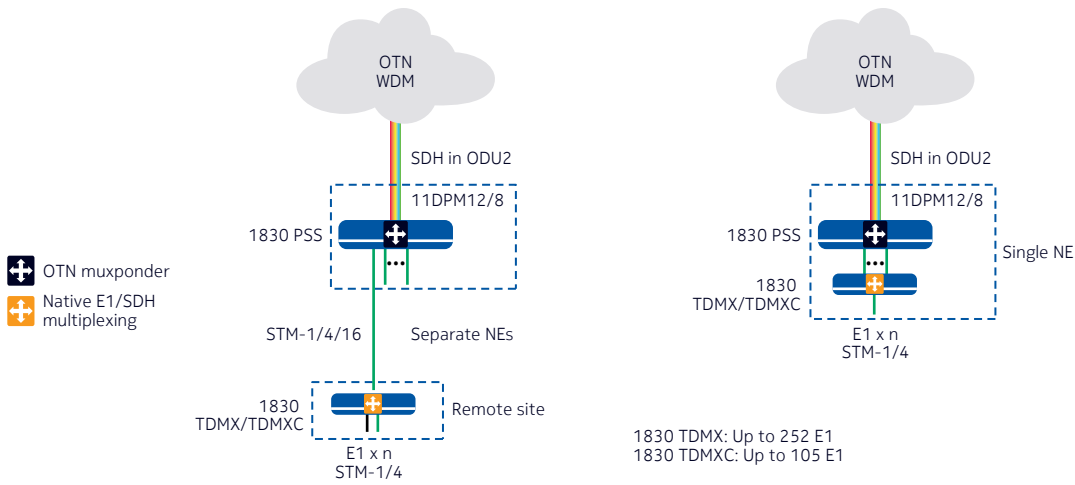 OTN
WDM
SDH in ODU2
11DPM12/8
1830 PSS
OTN muxponder
Native E1/SDH
multiplexing
STM-1/4/16
Separate NEs
1830
TDMX/TDMXC
Remote site
E1 x n
STM-1/4
OTN
WDM
SDH in ODU2
11DPM12/8
1830 PSS
Single NE
1830
TDMX/TDMXC
E1 x n
STM-1/4
1830 TDMX: Up to 252 E1
1830 TDMXC: Up to 105 E1